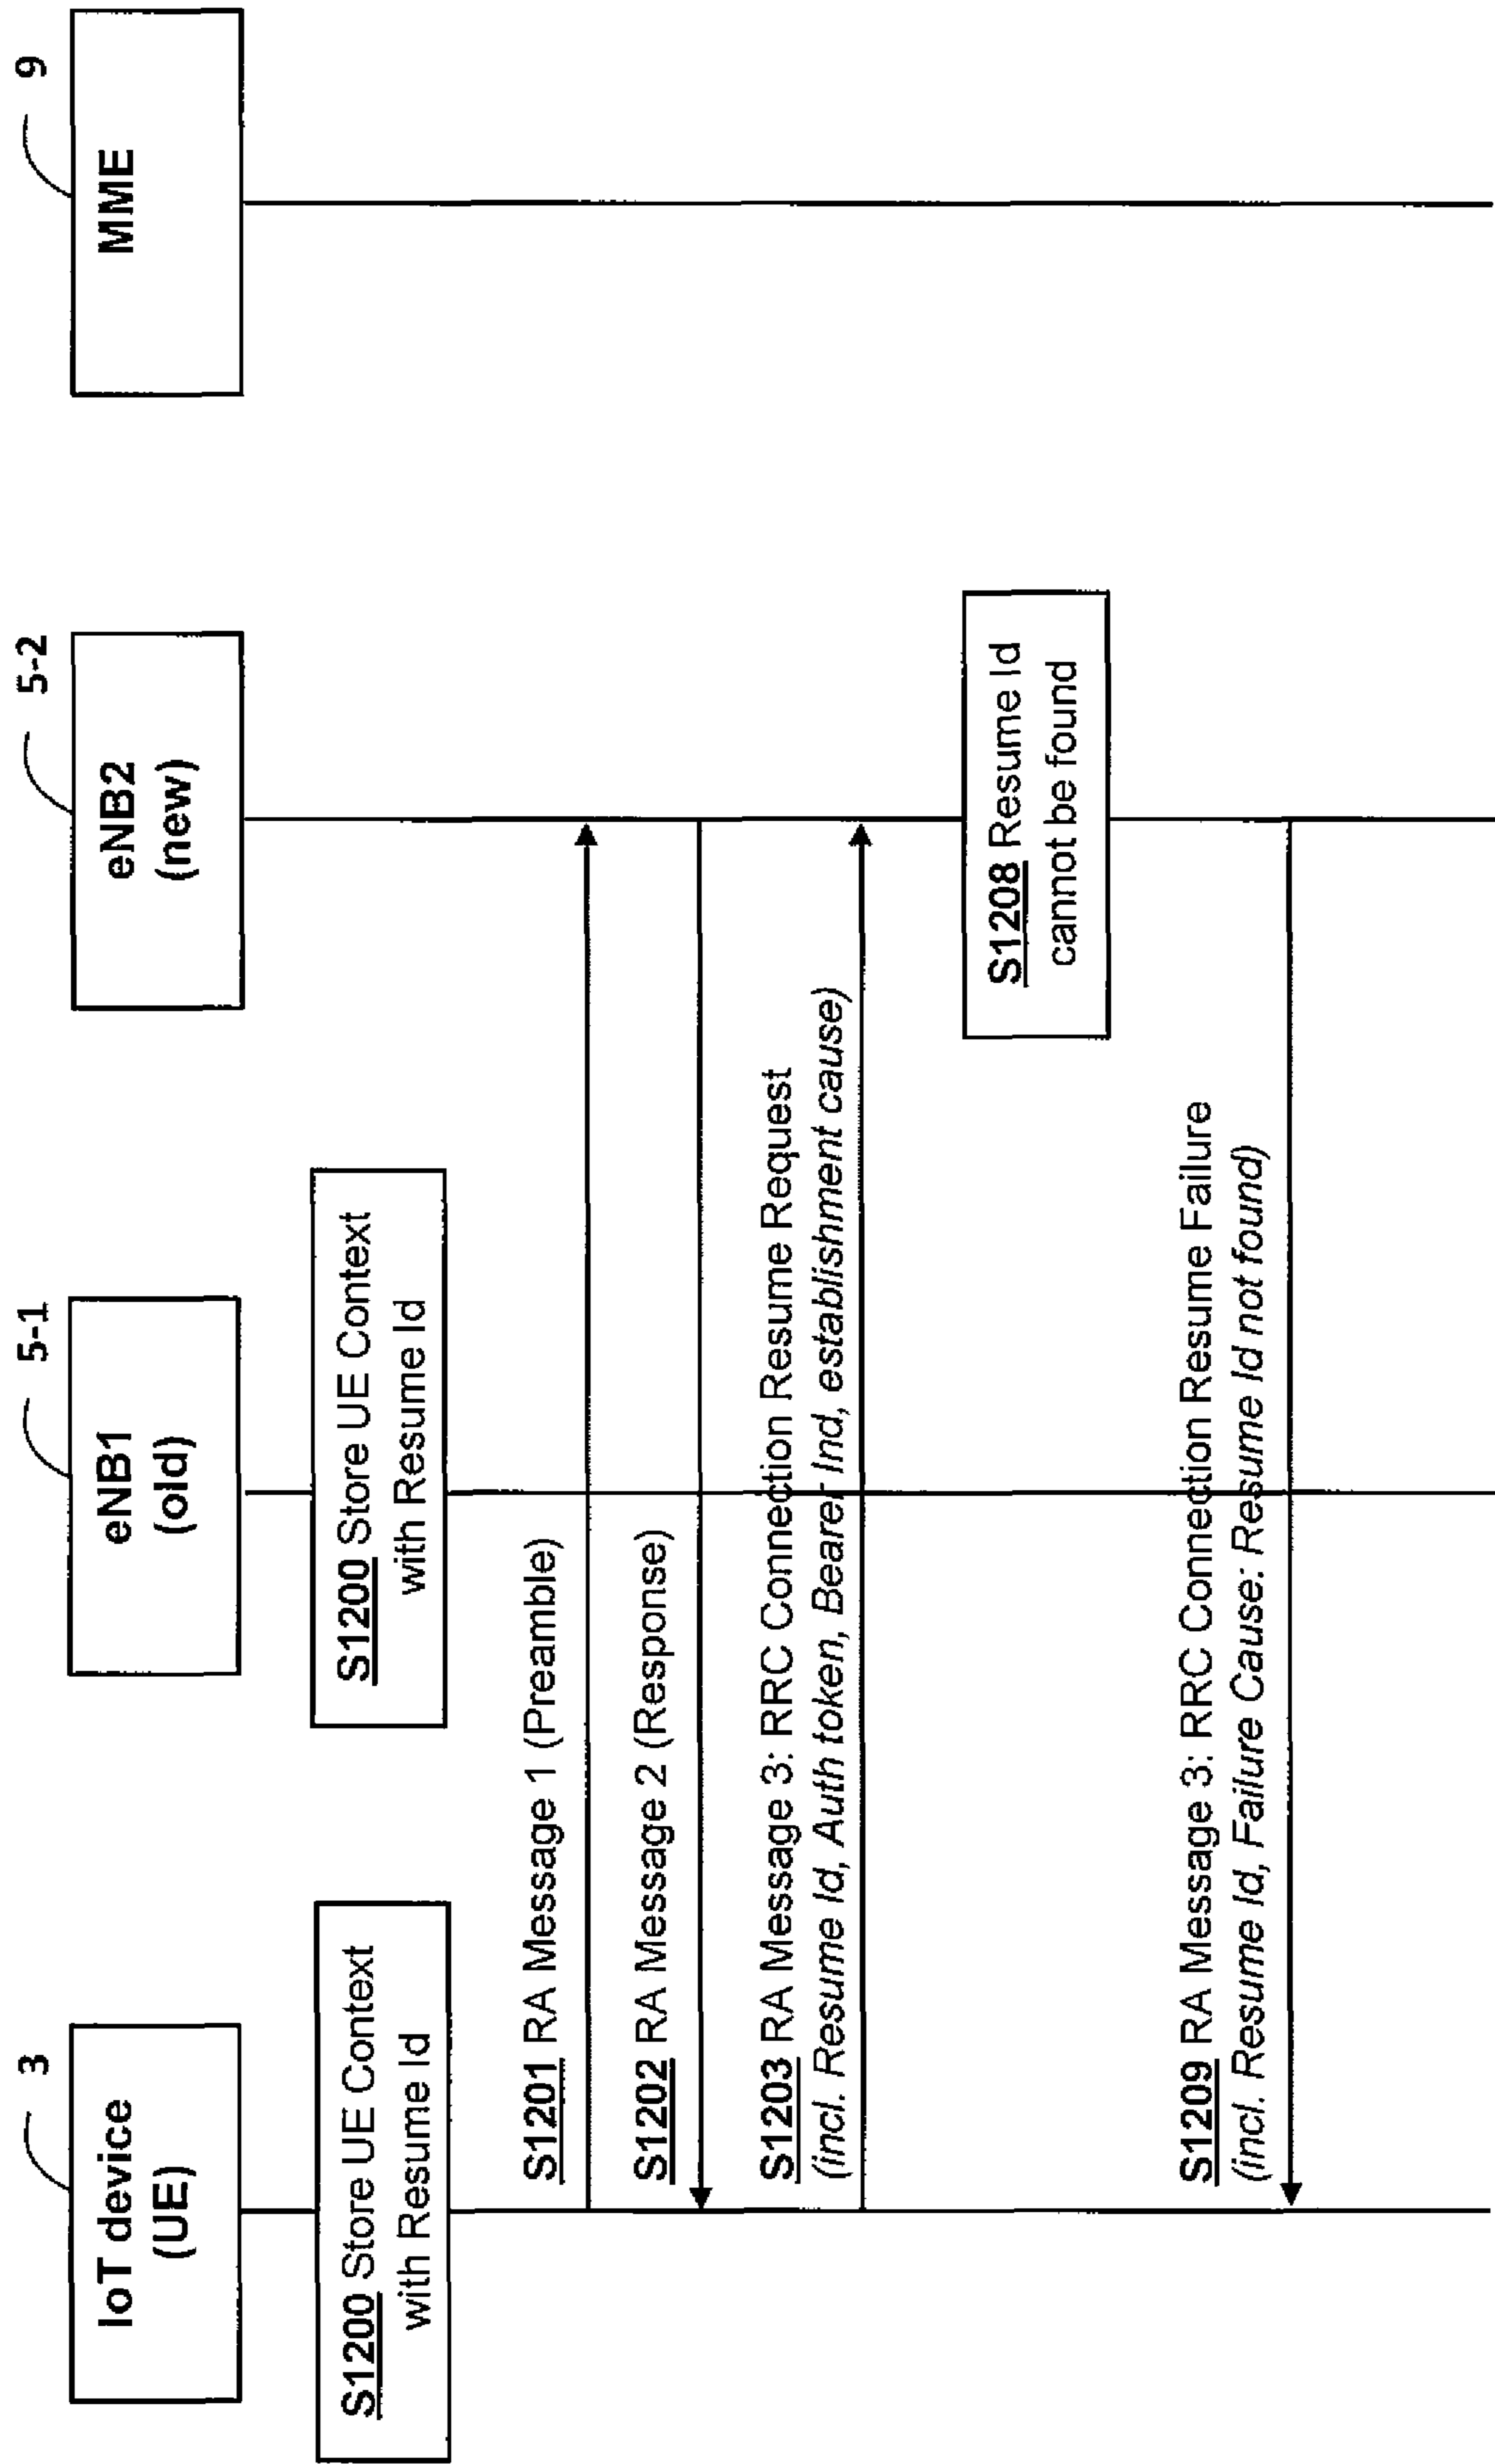 3
IoT device
(UE)
5-1
eNB1
(old)
5-2
eNB2
(new)
9
MME
S1200 Store UE Context
with Resume Id
S1200 Store UE Context
with Resume Id
S1201 RA Message 1 (Preamble)
S1202 RA Message 2 (Response)
S1203 RA Message 3: RRC Connection Resume Request
(incl. Resume Id, Auth token, Bearer Ind, establishment cause)
S1208 Resume Id
cannot be found
S1209 RA Message 3: RRC Connection Resume Failure
(incl. Resume Id, Failure Cause: Resume Id not found)